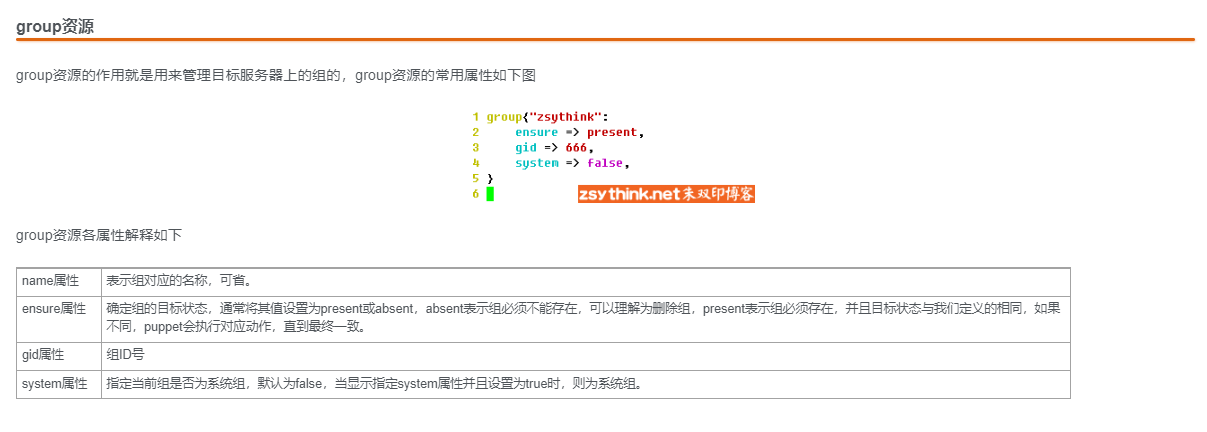 group资源
group资源的作用就是用来管理目标服务器上的组的，group资源的常用属性如下图
1 group{"zsythink":
2 ensure => present,
3 gid => 666,
4 system => false,
5 }
6
zsythink.net朱双印博客
group资源各属性解释如下
name属性 表示组对应的名称，可省。
ensure属性 确定组的目标状态，通常将其值设置为present或absent，absent表示组必须不能存在，可以理解为删除组，present表示组必须存在，并且目标状态与我们定义的相同，如果
不同，puppet会执行对应动作，直到最终一致。
gid属性 组ID号
system属性 指定当前组是否为系统组，默认为false，当显示指定system属性并且设置为true时，则为系统组。